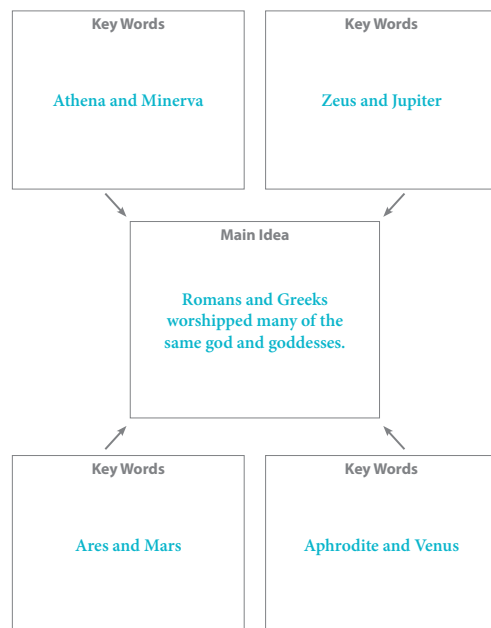 Key Words
Athena and Minerva
Key Words
Zeus and Jupiter
Main Idea
Romans and Greeks
worshipped many of the
same god and goddesses.
Key Words
Ares and Mars
Key Words
Aphrodite and Venus